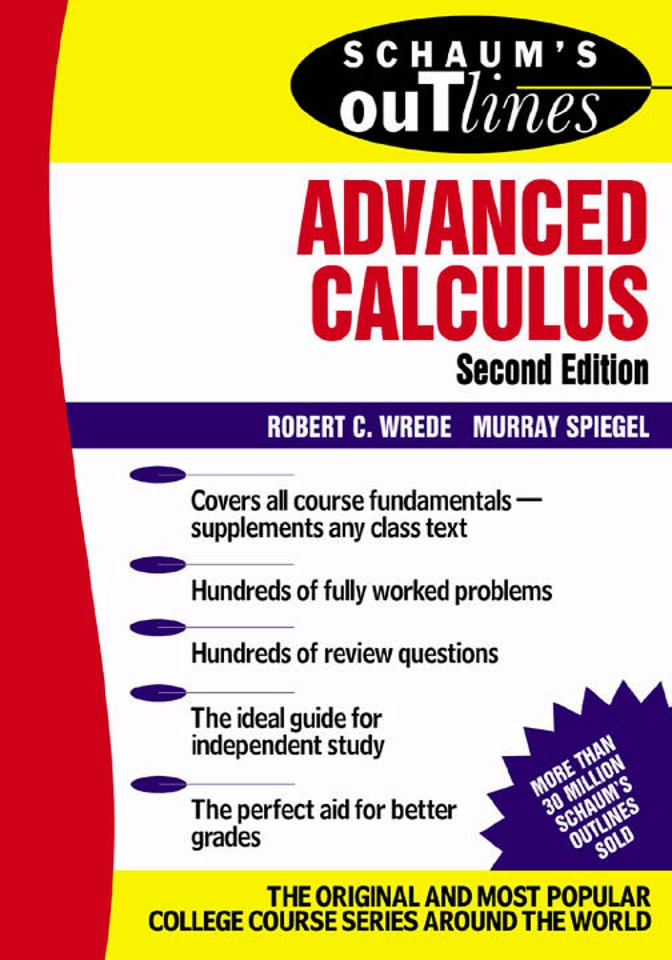 SCHAUM'S
ouTlines
ADVANCED
CALCULUS
Second Edition
ROBERT C. WREDE MURRAY SPIEGEL
Covers all course fundamentals —
supplements any class text
Hundreds of fully worked problems
Hundreds of review questions
The ideal guide for
independent study
The perfect aid for better
grades
MORE THAN
30 MILLION
SCHAUM'S
OUTLINES
SOLD
THE ORIGINAL AND MOST POPULAR
COLLEGE COURSE SERIES AROUND THE WORLD